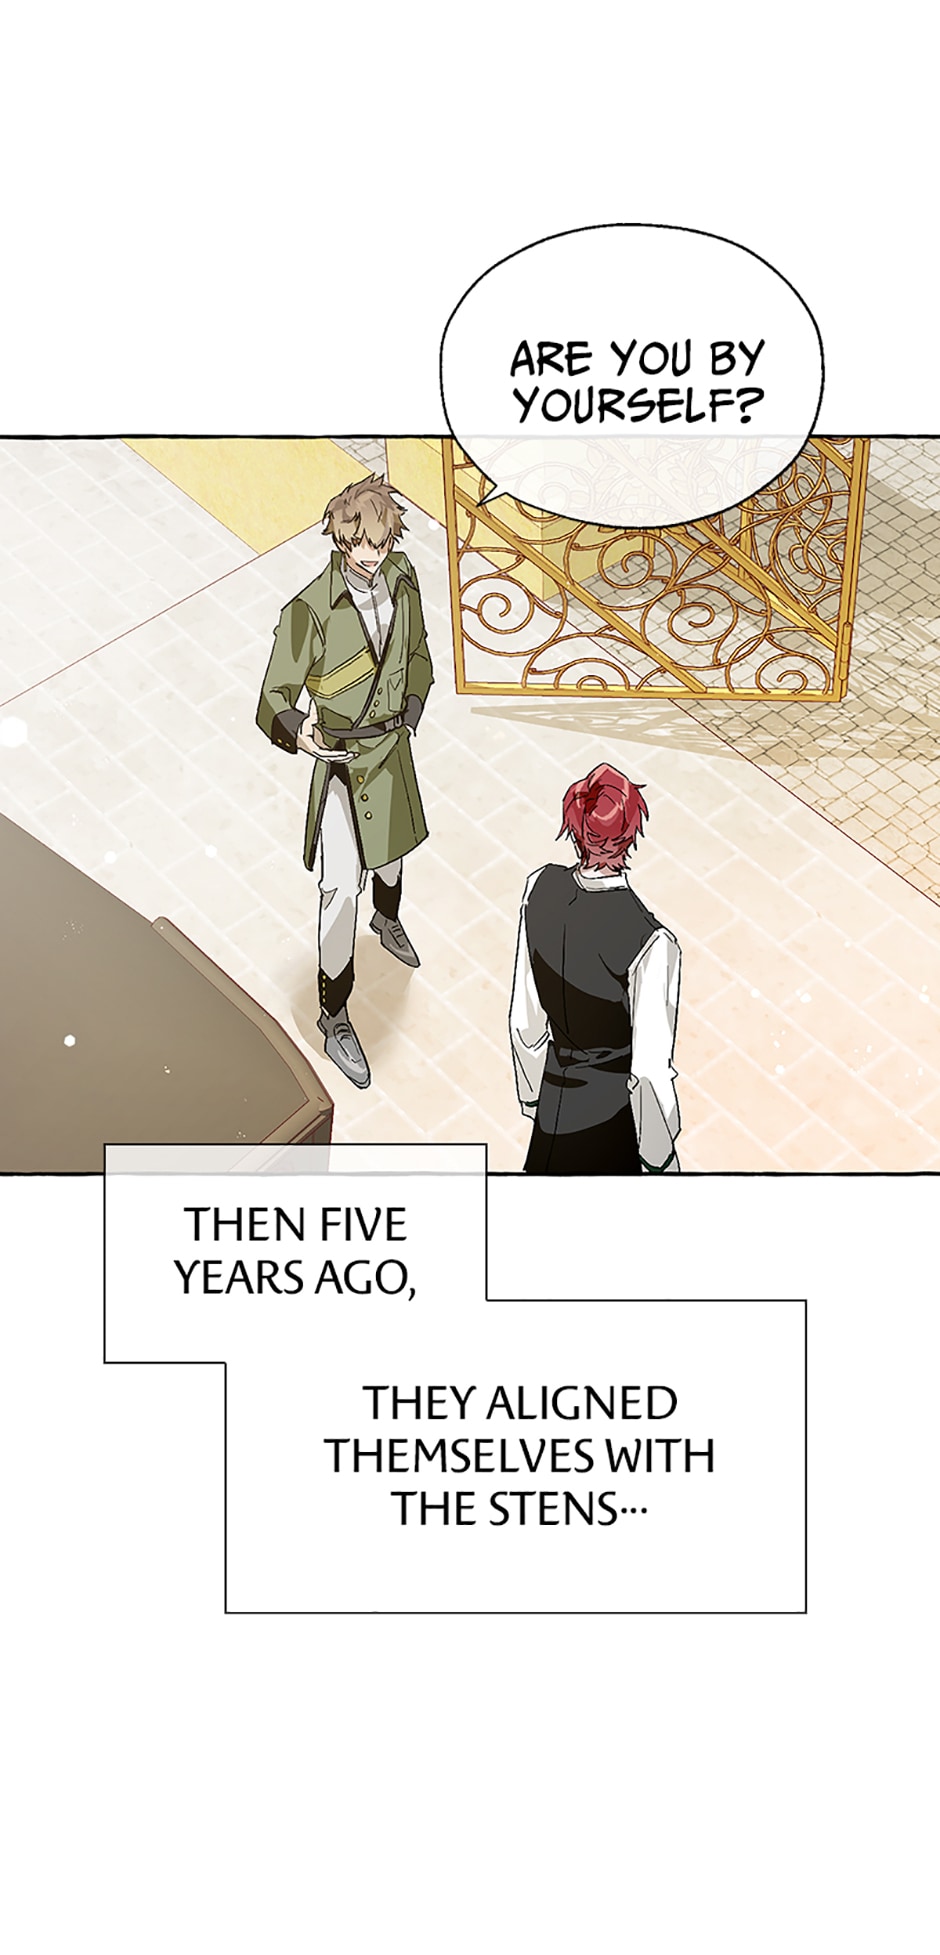 ARE YOU BY
YOURSELF?
THEN FIVE
YEARS AGO,
THEY ALIGNED
THEMSELVES WITH
THE STENS...